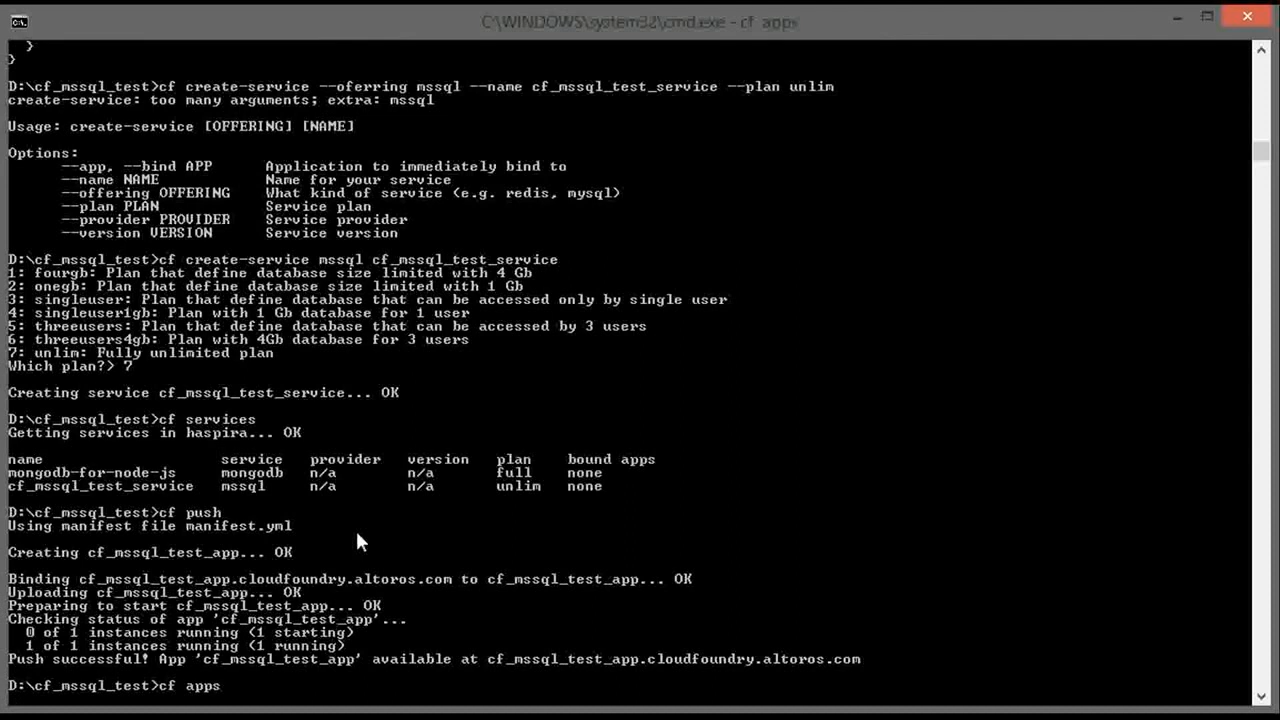 C:\WINDOWS\system32\cmd.exe - cf apps
}
}
D:\cf_mssql_test>cf create-service --oferring mssql --name cf_mssql_test_service --plan unlim
create-service: too many arguments; extra: mssql
Usage: create-service [OFFERING] [NAME]
Options:
--app, --bind APP Application to immediately bind to
--name NAME Name for your service
--offering OFFERING What kind of service (e.g. redis, mysql)
--plan PLAN Service plan
--provider PROVIDER Service provider
--version VERSION Service version
D:\cf_mssql_test>cf create-service mssql cf_mssql_test_service
1: fourgb: Plan that define database size limited with 4 Gb
2: onegb: Plan that define database size limited with 1 Gb
3: singleuser: Plan that define database that can be accessed only by single user
4: singleuser1gb: Plan with 1 Gb database for 1 user
5: threeusers: Plan that define database that can be accessed by 3 users
6: threeusers4gb: Plan with 4Gb database for 3 users
7: unlim: Fully unlimited plan
Which plan?> 7
Creating service cf_mssql_test_service... OK
D:\cf_mssql_test>cf services
Getting services in haspira... OK
name service provider version plan bound apps
mongodb-for-node-js mongodb n/a n/a full none
cf_mssql_test_service mssql n/a n/a unlim none
D:\cf_mssql_test>cf push
Using manifest file manifest.yml
Creating cf_mssql_test_app... OK
Binding cf_mssql_test_app.cloudfoundry.altoros.com to cf_mssql_test_app... OK
Uploading cf_mssql_test_app... OK
Preparing to start cf_mssql_test_app... OK
Checking status of app 'cf_mssql_test_app'...
0 of 1 instances running (1 starting)
1 of 1 instances running (1 running)
Push successful! App 'cf_mssql_test_app' available at cf_mssql_test_app.cloudfoundry.altoros.com
D:\cf_mssql_test>cf apps